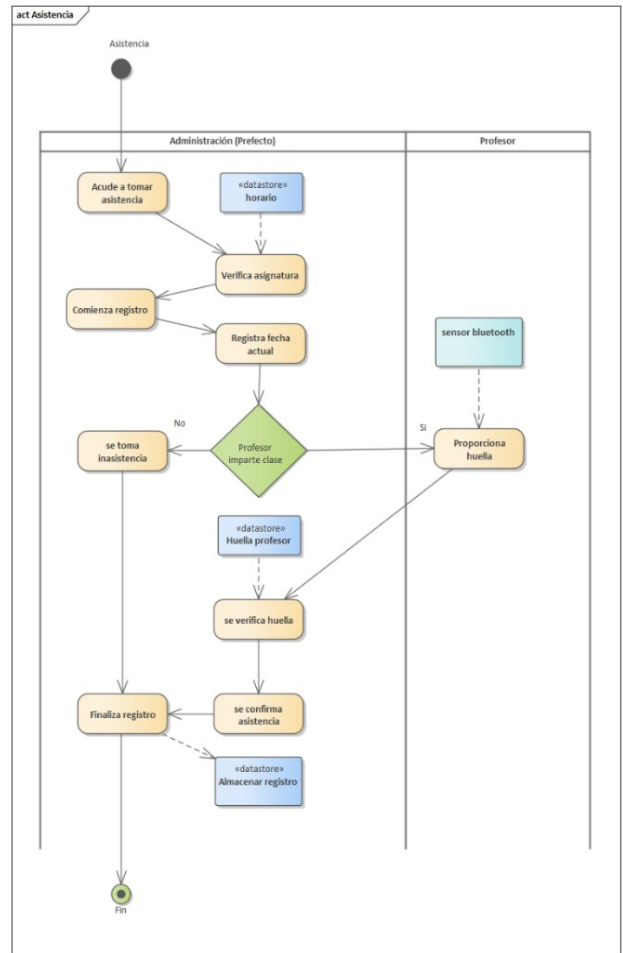 act Asistencia
Asistencia
Administración (Prefecto)
Profesor
Acude a tomar
asistencia
«datastore»
horario
Verifica asignatura
Comienza registro
Registra fecha
actual
sensor bluetooth
No
Si
se toma
inasistencia
Profesor
imparte clase
Proporciona
huella
«datastore»
Huella profesor
se verifica huella
Finaliza registro
se confirma
asistencia
«datastore»
Almacenar registro
Fin